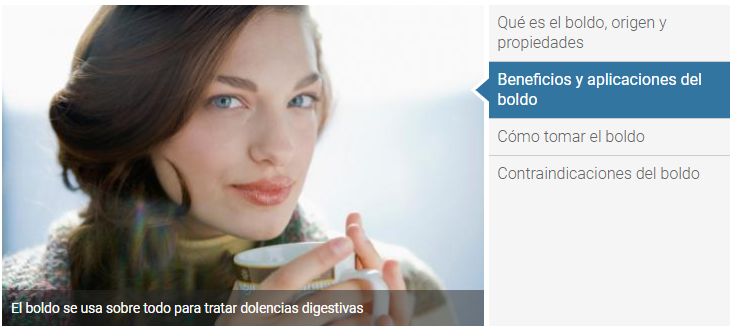 Qué es el boldo, origen y
propiedades
Beneficios y aplicaciones del
boldo
Cómo tomar el boldo
Contraindicaciones del boldo
El boldo se usa sobre todo para tratar dolencias digestivas